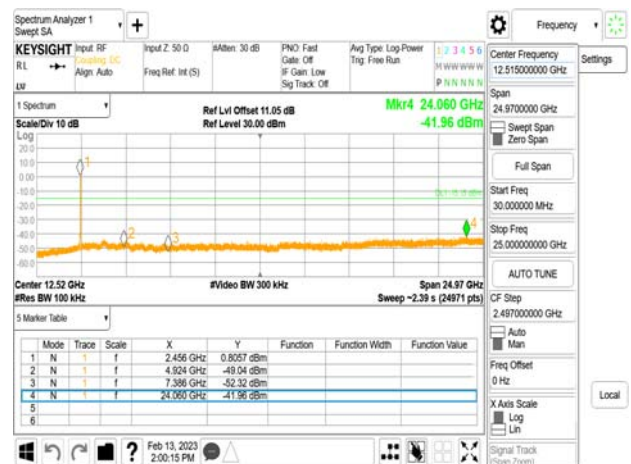 Spectrum Analyzer 1
Swept SA
Frequency
KEYSIGHT
RL
Input: RF
Coupling: DC
Align: Auto
Input Z: 50 Ω
Freq Ref: Int (S)
#Atten: 30 dB
PNO: Fast
Gate: Off
IF Gain: Low
Sig Track: Off
Avg Type: Log-Power
Trig: Free Run
1 2 3 4 5 6
M W W W W W
P N N N N N
Center Frequency
12.515000000 GHz
Settings
Span
24.9700000 GHz
Swept Span
Zero Span
Full Span
Start Freq
30.000000 MHz
Stop Freq
25.000000000 GHz
AUTO TUNE
CF Step
2.497000000 GHz
Auto
Man
Freq Offset
0 Hz
X Axis Scale
Log
Lin
Signal Track
(Span Zoom)
Local
1 Spectrum
Scale/Div 10 dB
Log
Ref Lvl Offset 11.05 dB
Ref Level 30.00 dBm
Mkr4 24.060 GHz
-41.96 dBm
20.0
10.0
0.00
-10.0
-20.0
-30.0
-40.0
-50.0
-60.0
1
2
3
4
Center 12.52 GHz
#Res BW 100 kHz
#Video BW 300 kHz
Span 24.97 GHz
Sweep ~2.39 s (24971 pts)
5 Marker Table
Mode Trace Scale X Y Function Function Width Function Value
1 N 1 f 2.456 GHz 0.8057 dBm
2 N 1 f 4.924 GHz -49.04 dBm
3 N 1 f 7.386 GHz -52.32 dBm
4 N 1 f 24.060 GHz -41.96 dBm
5
6
Feb 13, 2023
2:00:15 PM